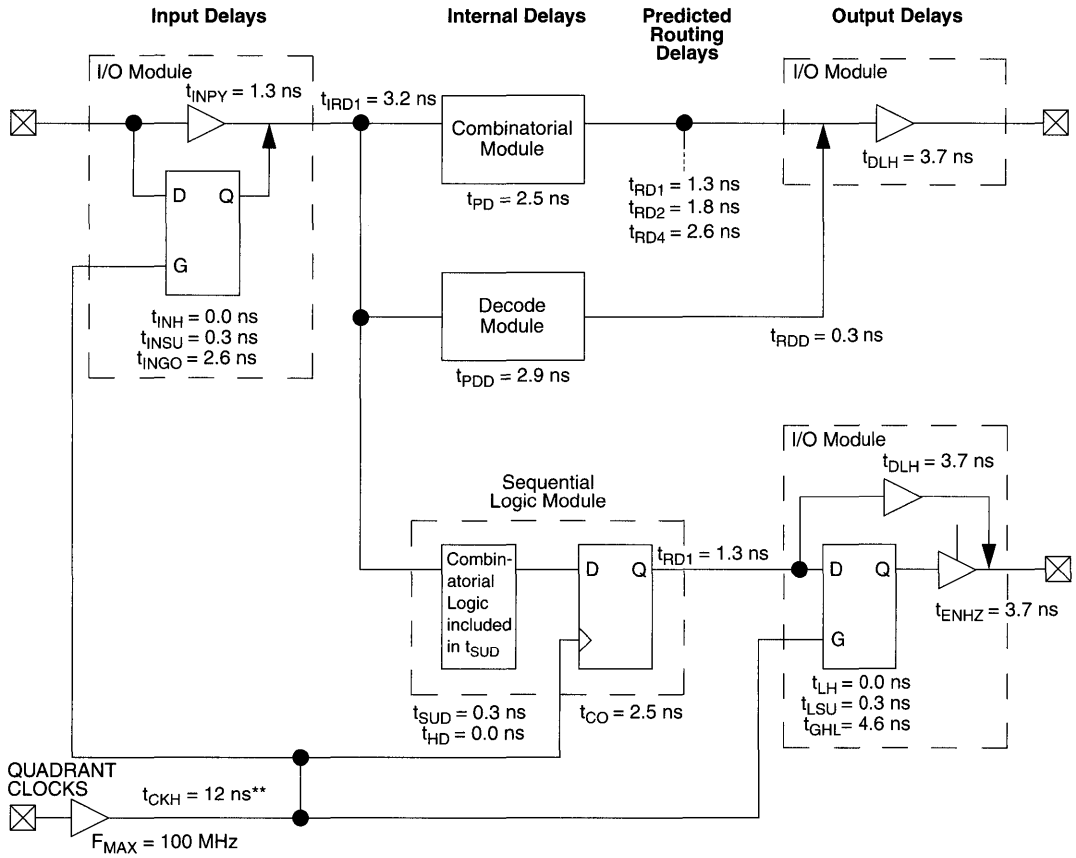 Input Delays
Internal Delays
Predicted
Routing
Delays
Output Delays
I/O Module
tINPY = 1.3 ns
tIRD1 = 3.2 ns
Combinatorial
Module
tPD = 2.5 ns
tRD1 = 1.3 ns
tRD2 = 1.8 ns
tRD4 = 2.6 ns
I/O Module
tDLH = 3.7 ns
D Q
G
tINH = 0.0 ns
tINSU = 0.3 ns
tINGO = 2.6 ns
Decode
Module
tPDD = 2.9 ns
tRDD = 0.3 ns
Sequential
Logic Module
Combin-
atorial
Logic
included
in tSUD
D Q
tSUD = 0.3 ns
tHD = 0.0 ns
tCO = 2.5 ns
tRD1 = 1.3 ns
I/O Module
tDLH = 3.7 ns
D Q
G
tENHZ = 3.7 ns
tLH = 0.0 ns
tLSU = 0.3 ns
tGHL = 4.6 ns
QUADRANT
CLOCKS
tCKH = 12 ns**
FMAX = 100 MHz